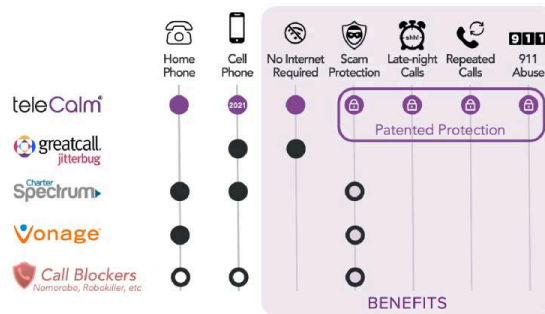 shh!
911
Home Phone
Cell Phone
No Internet Required
Scam Protection
Late-night Calls
Repeated Calls
911 Abuse
teleCalm®
2021
Patented Protection
greatcall.
jitterbug
Charter
Spectrum
Vonage
Call Blockers
Nomorobo, Robokiller, etc
BENEFITS